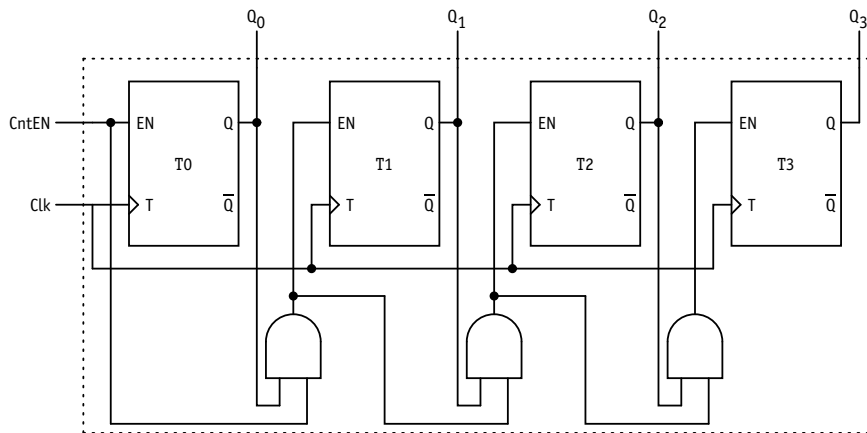 Q0 Q1 Q2 Q3
CntEN EN Q EN Q EN Q EN Q
T0 T1 T2 T3
Clk T Q̅ T Q̅ T Q̅ T Q̅